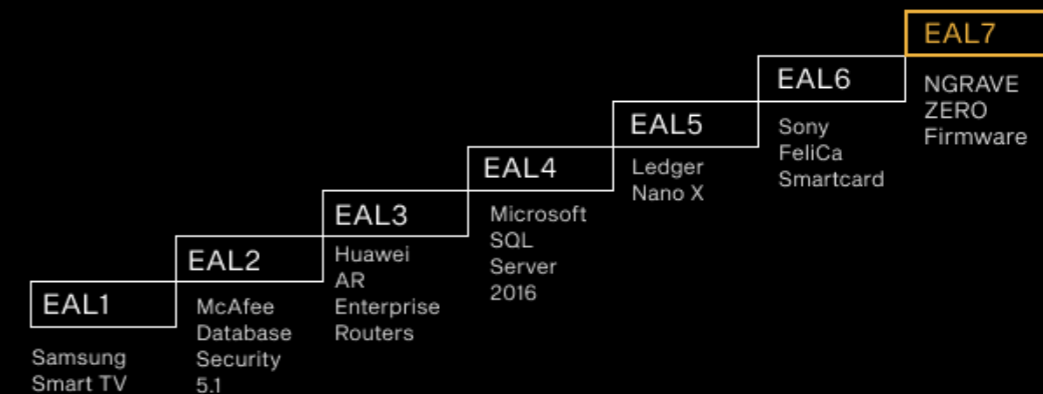 EAL1
Samsung
Smart TV
EAL2
McAfee
Database
Security
5.1
EAL3
Huawei
AR
Enterprise
Routers
EAL4
Microsoft
SQL
Server
2016
EAL5
Ledger
Nano X
EAL6
Sony
FeliCa
Smartcard
EAL7
NGRAVE
ZERO
Firmware